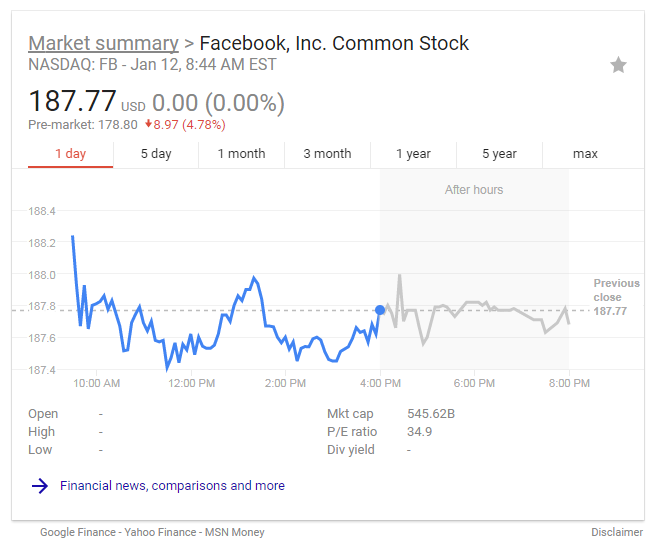 Market summary > Facebook, Inc. Common Stock
NASDAQ: FB - Jan 12, 8:44 AM EST
187.77 USD 0.00 (0.00%)
Pre-market: 178.80 8.97 (4.78%)
1 day 5 day 1 month 3 month 1 year 5 year max
After hours
188.4
188.2
188.0
Previous
close
187.77
187.8
187.6
187.4
10:00 AM 12:00 PM 2:00 PM 4:00 PM 6:00 PM 8:00 PM
Open - Mkt cap 545.62B
High - P/E ratio 34.9
Low - Div yield -
Financial news, comparisons and more
Google Finance - Yahoo Finance - MSN Money Disclaimer